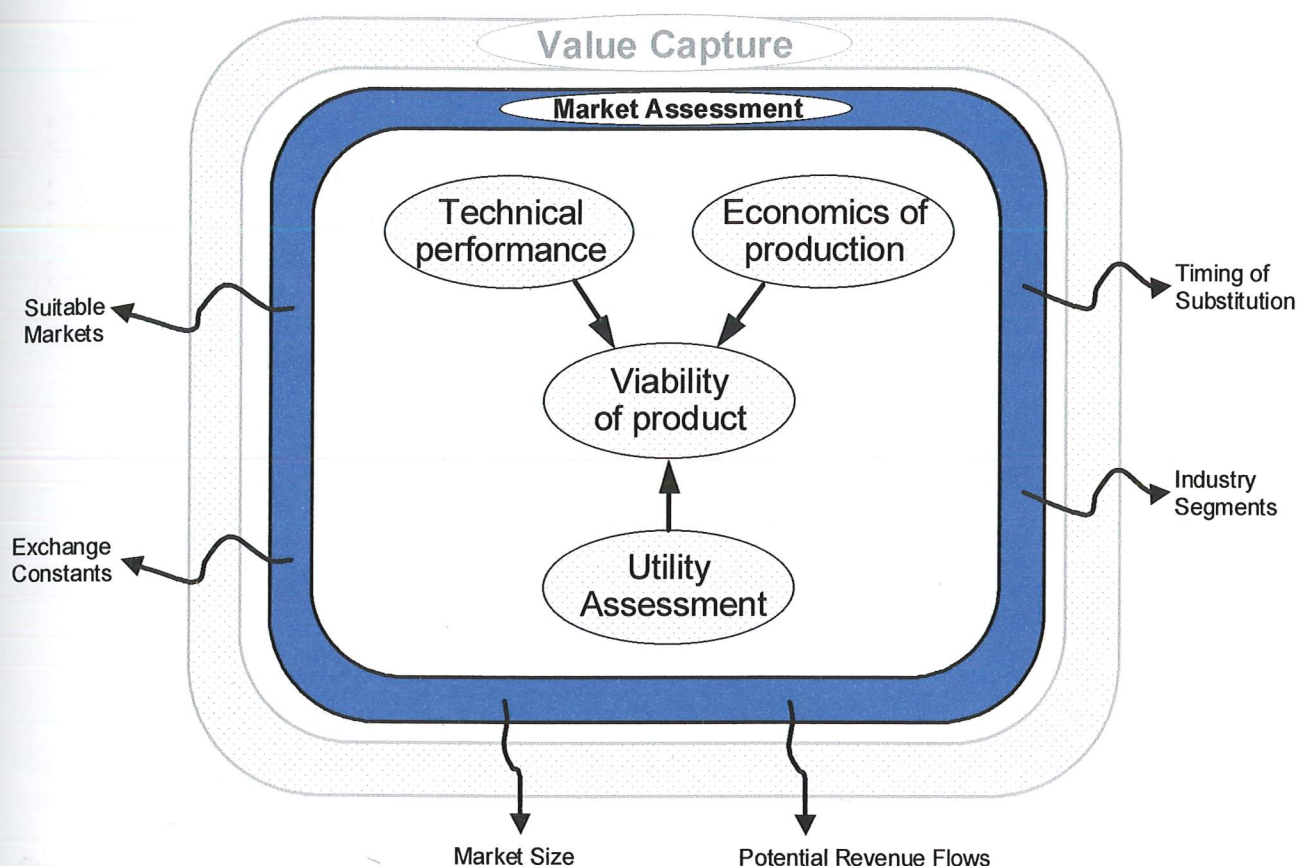 Value Capture
Market Assessment
Technical
performance
Economics of
production
Viability
of product
Utility
Assessment
Suitable
Markets
Exchange
Constants
Timing of
Substitution
Industry
Segments
Market Size
Potential Revenue Flows